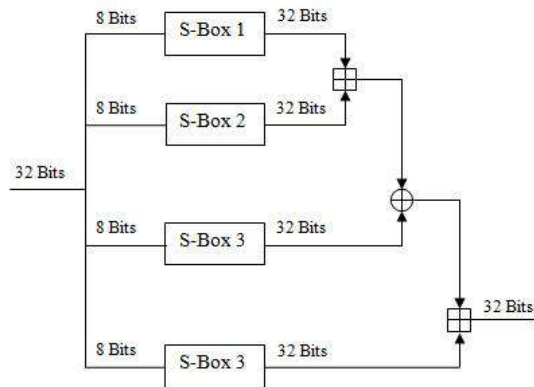 8 Bits S-Box 1 32 Bits
8 Bits S-Box 2 32 Bits
32 Bits
8 Bits S-Box 3 32 Bits
32 Bits
8 Bits S-Box 3 32 Bits